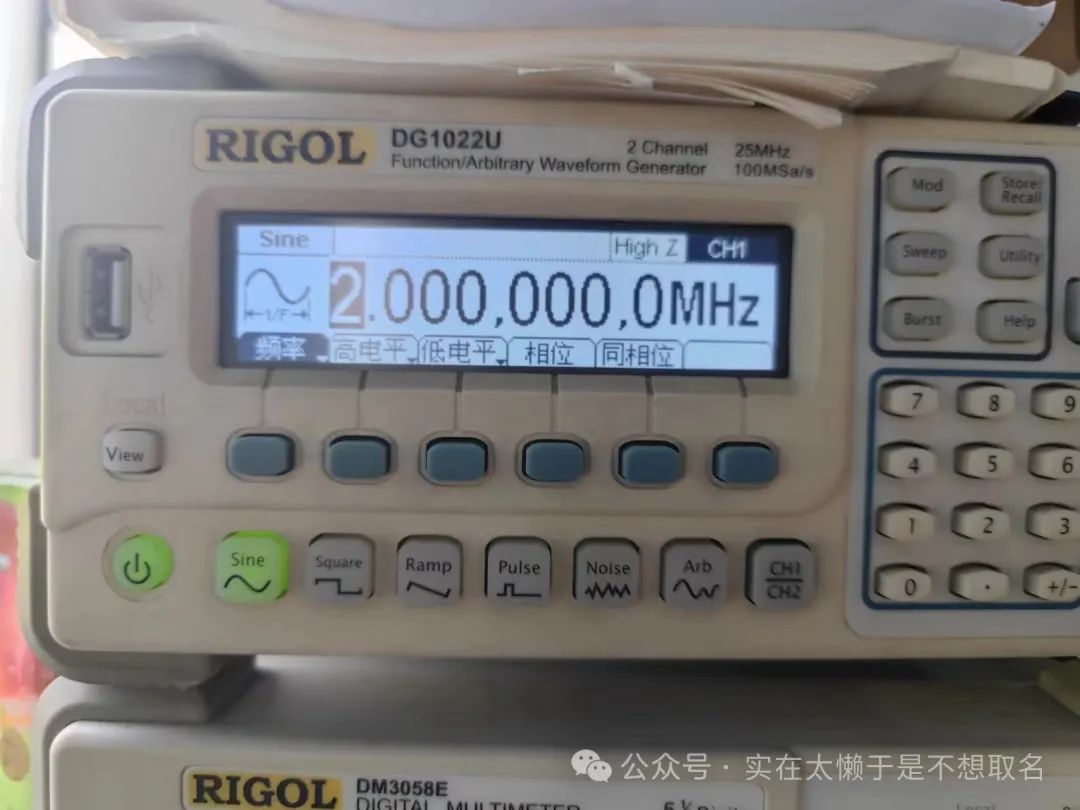 RIGOL DG1022U 2 Channel 25MHz
Function/Arbitrary Waveform Generator 100MSa/s
Sine High Z CH1
1/F 2.000,000,0MHz
频率 高电平 低电平 相位 同相位
Local
View
Sine Square Ramp Pulse Noise Arb CH1 CH2
Mod Store/Recall
Sweep Utility
Burst Help
7 8 9
4 5 6
1 2 3
0 . +/-
RIGOL DM3058E
DIGITAL MULTIMETER
公众号 · 实在太懒于是不想取名